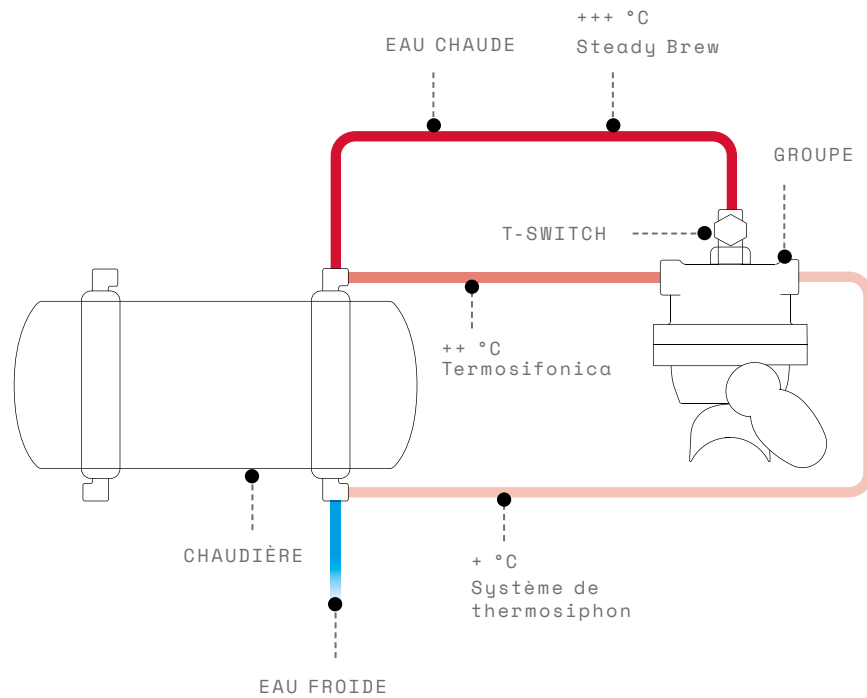 +++ °C
EAU CHAUDE
Steady Brew
GROUPE
T-SWITCH
++ °C
Termosifonica
CHAUDIÈRE
+ °C
Système de
thermosiphon
EAU FROIDE